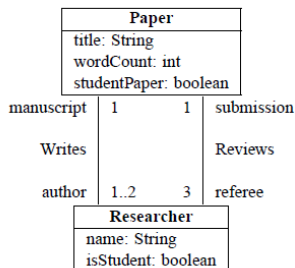 Paper
title: String
wordCount: int
studentPaper: boolean
manuscript 1 1 submission
Writes Reviews
author 1..2 3 referee
Researcher
name: String
isStudent: boolean